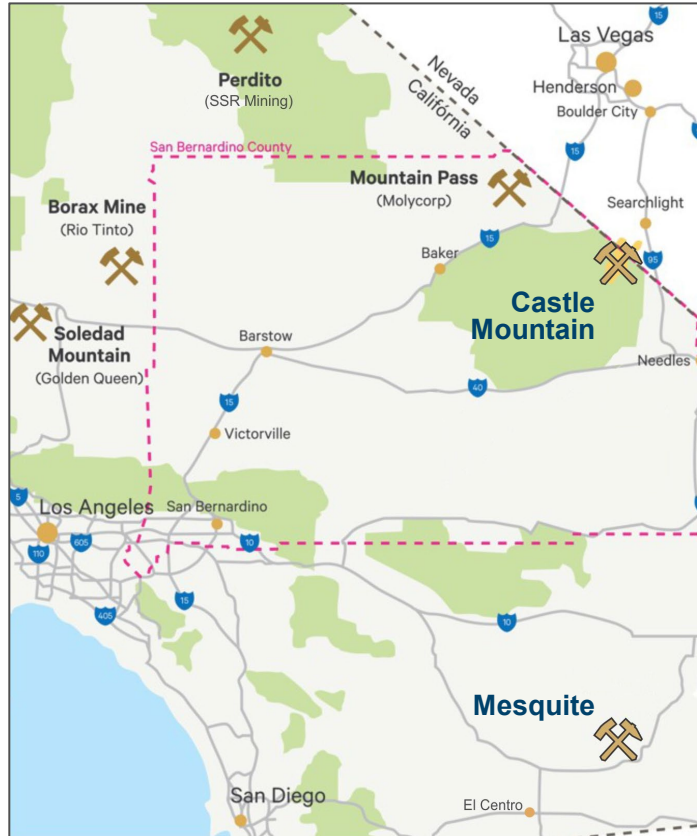 15
Las Vegas
Nevada
Califórnia
Perdito
(SSR Mining)
Henderson
Boulder City
San Bernardino County
15
Mountain Pass
(Molycorp)
Searchlight
Borax Mine
(Rio Tinto)
15
Baker
95
Castle
Mountain
Soledad
Mountain
(Golden Queen)
Barstow
Needles
40
15
Victorville
5
Los Angeles
San Bernardino
605
10
110
15
405
10
Mesquite
San Diego
El Centro